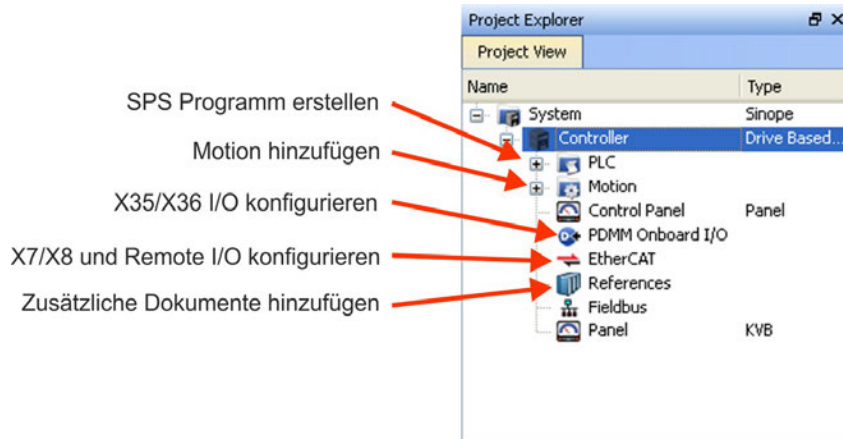 Project Explorer
Project View
Name Type
System Sinope
SPS Programm erstellen
Controller Drive Based...
PLC
Motion hinzufügen
Motion
X35/X36 I/O konfigurieren
Control Panel Panel
PDMM Onboard I/O
X7/X8 und Remote I/O konfigurieren
EtherCAT
Zusätzliche Dokumente hinzufügen
References
Fieldbus
Panel KVB